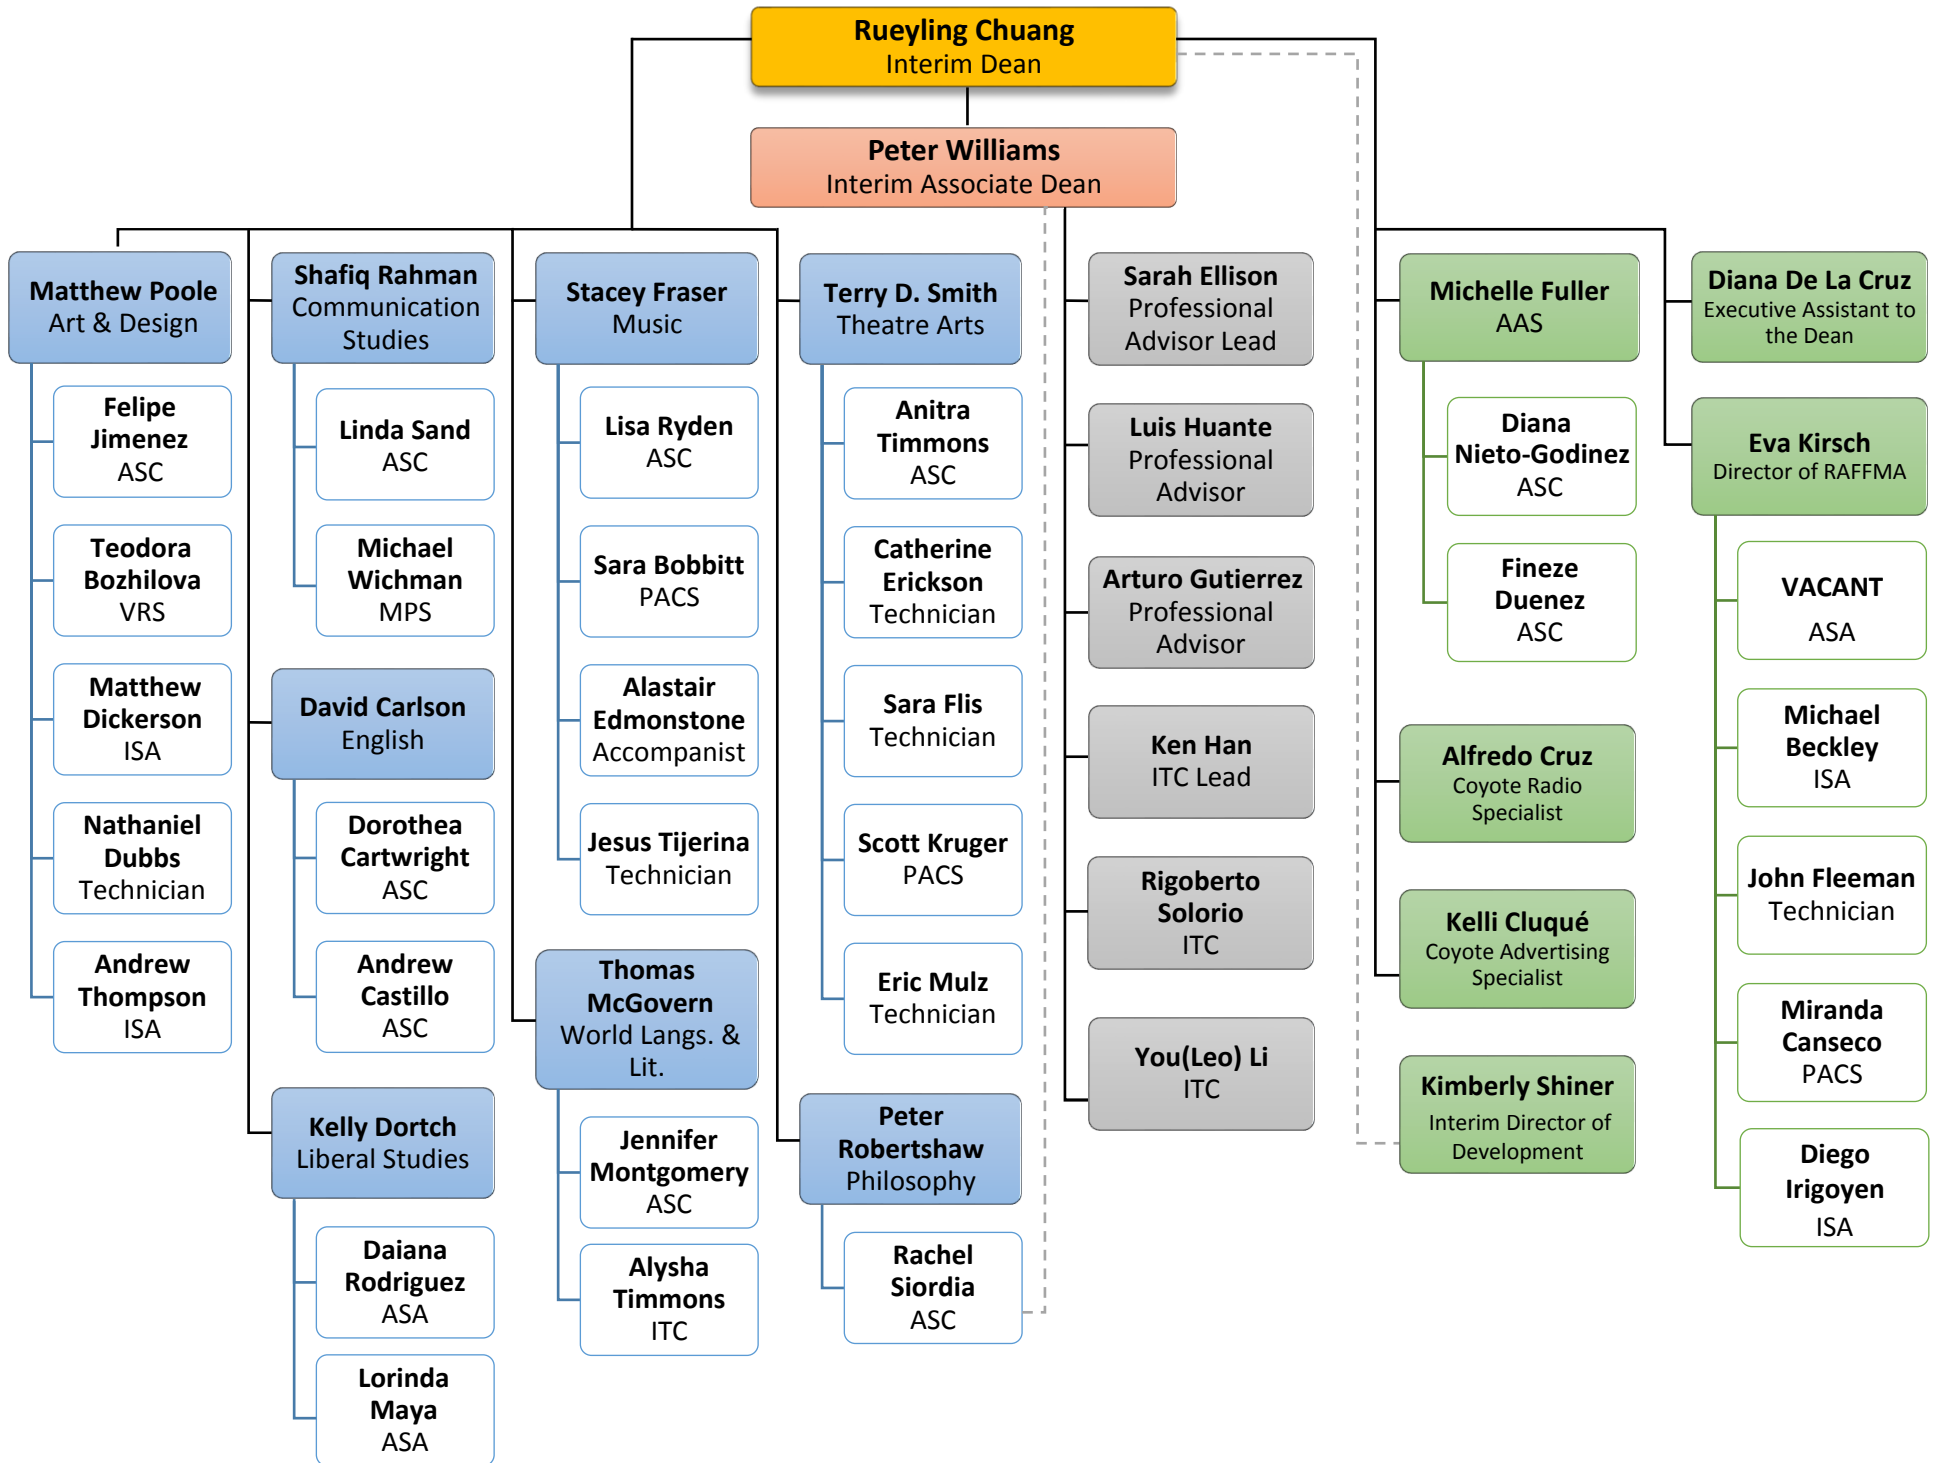 Rueyling Chuang
Interim Dean
Peter Williams
Interim Associate Dean
Matthew Poole
Art & Design
Felipe
Jimenez
ASC
Teodora
Bozhilova
VRS
Matthew
Dickerson
ISA
Nathaniel
Dubbs
Technician
Andrew
Thompson
ISA
Shafiq Rahman
Communication
Studies
Linda Sand
ASC
Michael
Wichman
MPS
David Carlson
English
Dorothea
Cartwright
ASC
Andrew
Castillo
ASC
Kelly Dortch
Liberal Studies
Daiana
Rodriguez
ASA
Lorinda
Maya
ASA
Stacey Fraser
Music
Lisa Ryden
ASC
Sara Bobbitt
PACS
Alastair
Edmonstone
Accompanist
Jesus Tijerina
Technician
Thomas
McGovern
World Langs. &
Lit.
Jennifer
Montgomery
ASC
Alysha
Timmons
ITC
Terry D. Smith
Theatre Arts
Anitra
Timmons
ASC
Catherine
Erickson
Technician
Sara Flis
Technician
Scott Kruger
PACS
Eric Mulz
Technician
Peter
Robertshaw
Philosophy
Rachel
Siordia
ASC
Sarah Ellison
Professional
Advisor Lead
Luis Huante
Professional
Advisor
Arturo Gutierrez
Professional
Advisor
Ken Han
ITC Lead
Rigoberto
Solorio
ITC
You(Leo) Li
ITC
Michelle Fuller
AAS
Diana
Nieto-Godinez
ASC
Fineze
Duenez
ASC
Alfredo Cruz
Coyote Radio
Specialist
Kelli Cluqué
Coyote Advertising
Specialist
Kimberly Shiner
Interim Director of
Development
Diana De La Cruz
Executive Assistant to
the Dean
Eva Kirsch
Director of RAFFMA
VACANT
ASA
Michael
Beckley
ISA
John Fleeman
Technician
Miranda
Canseco
PACS
Diego
Irigoyen
ISA